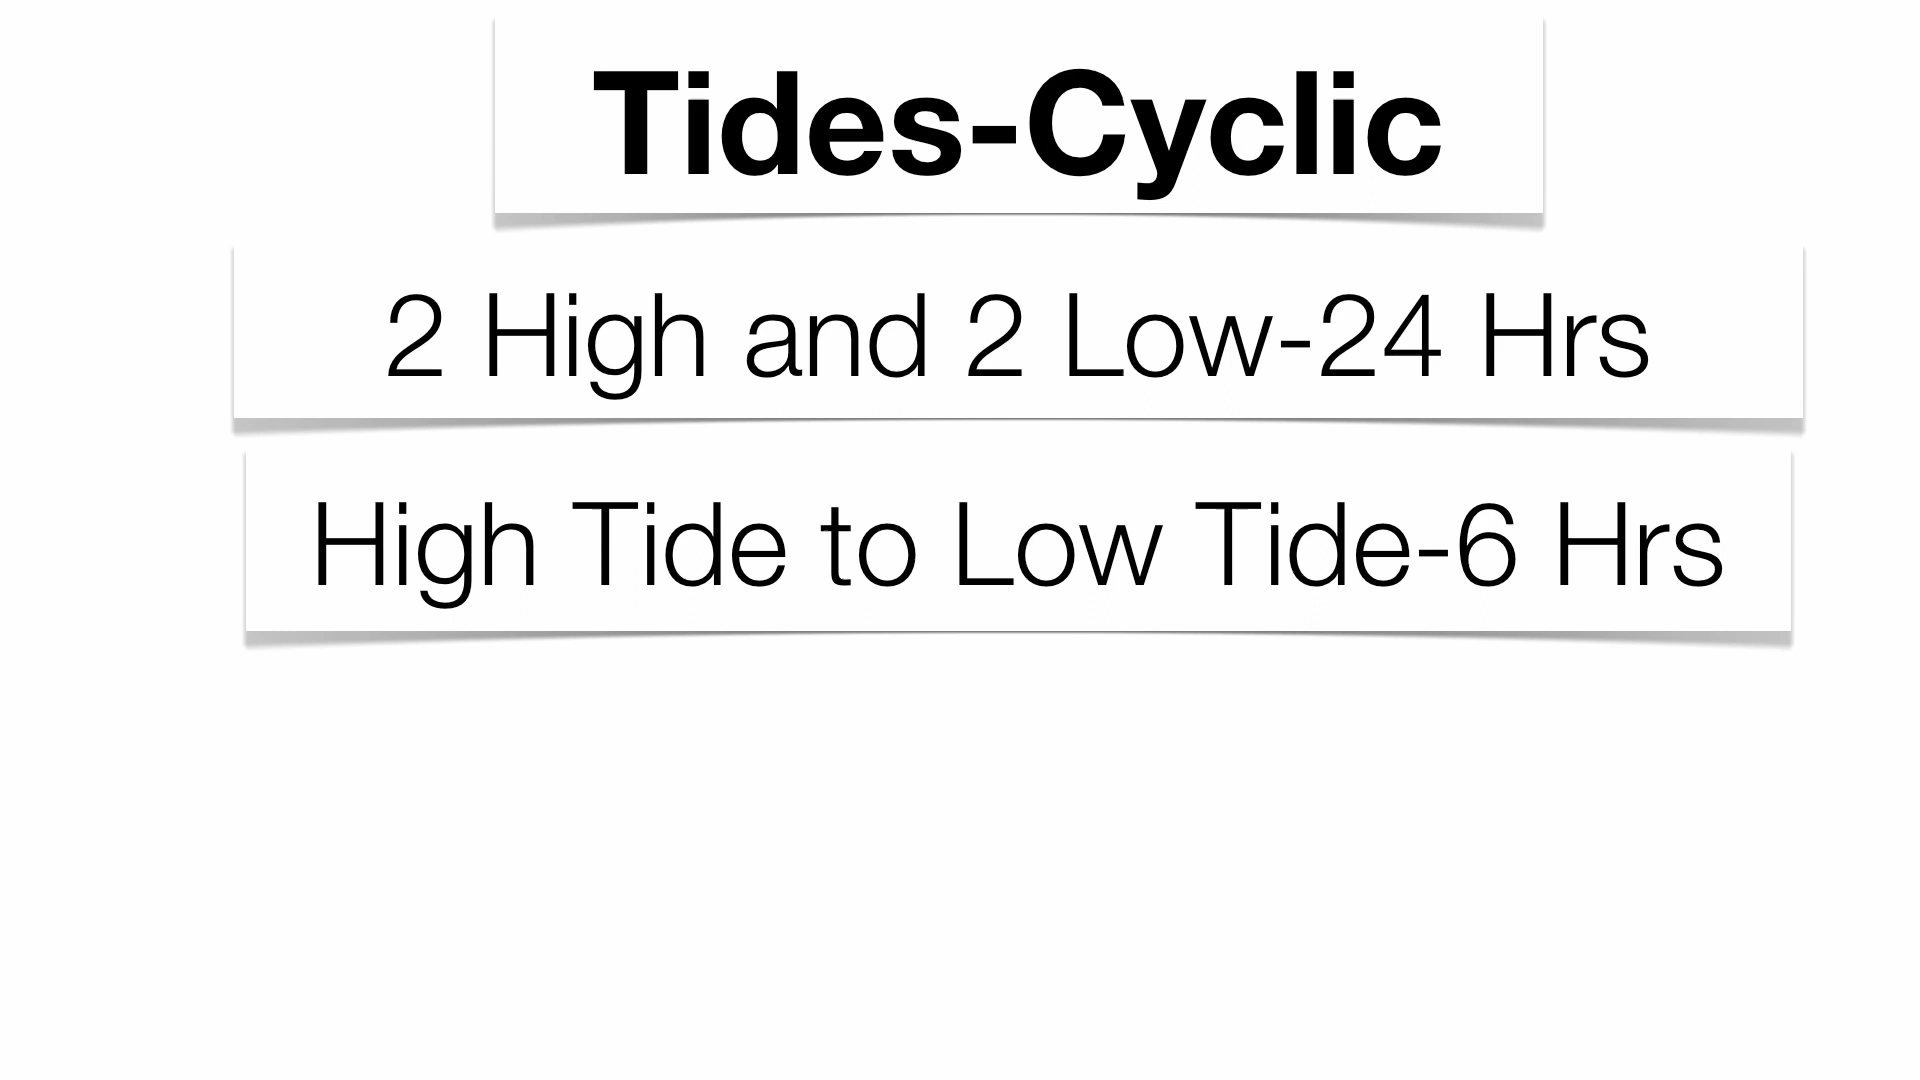 Tides-Cyclic
2 High and 2 Low-24 Hrs
High Tide to Low Tide-6 Hrs